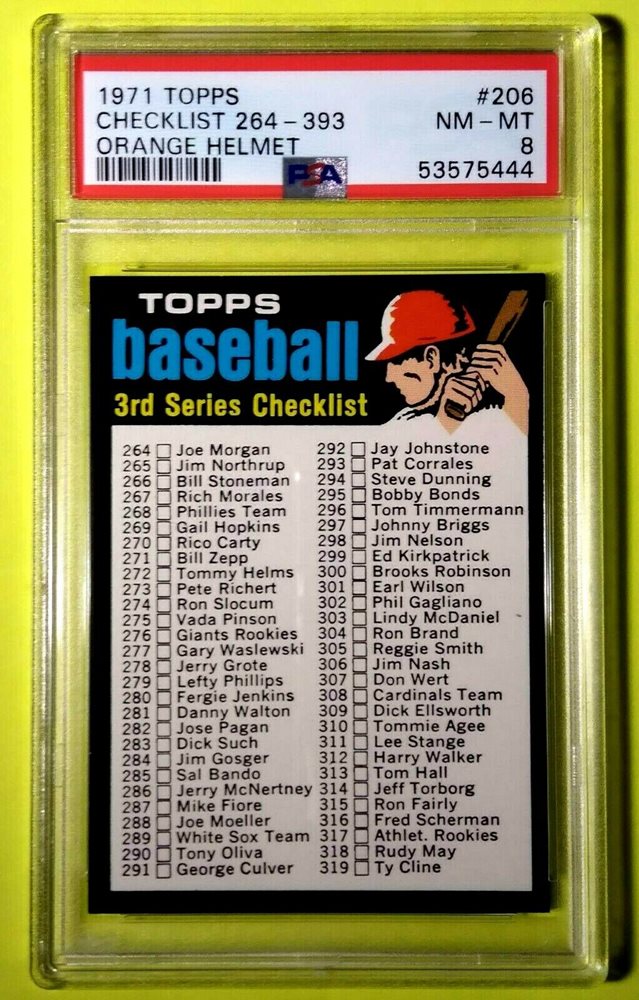 1971 TOPPS #206
CHECKLIST 264-393 NM-MT
ORANGE HELMET 8
PSA 53575444
TOPPS
baseball
3rd Series Checklist
264 Joe Morgan
265 Jim Northrup
266 Bill Stoneman
267 Rich Morales
268 Phillies Team
269 Gail Hopkins
270 Rico Carty
271 Bill Zepp
272 Tommy Helms
273 Pete Richert
274 Ron Slocum
275 Vada Pinson
276 Giants Rookies
277 Gary Waslewski
278 Jerry Grote
279 Lefty Phillips
280 Fergie Jenkins
281 Danny Walton
282 Jose Pagan
283 Dick Such
284 Jim Gosger
285 Sal Bando
286 Jerry McNertney
287 Mike Fiore
288 Joe Moeller
289 White Sox Team
290 Tony Oliva
291 George Culver
292 Jay Johnstone
293 Pat Corrales
294 Steve Dunning
295 Bobby Bonds
296 Tom Timmermann
297 Johnny Briggs
298 Jim Nelson
299 Ed Kirkpatrick
300 Brooks Robinson
301 Earl Wilson
302 Phil Gagliano
303 Lindy McDaniel
304 Ron Brand
305 Reggie Smith
306 Jim Nash
307 Don Wert
308 Cardinals Team
309 Dick Ellsworth
310 Tommie Agee
311 Lee Stange
312 Harry Walker
313 Tom Hall
314 Jeff Torborg
315 Ron Fairly
316 Fred Scherman
317 Athlet. Rookies
318 Rudy May
319 Ty Cline